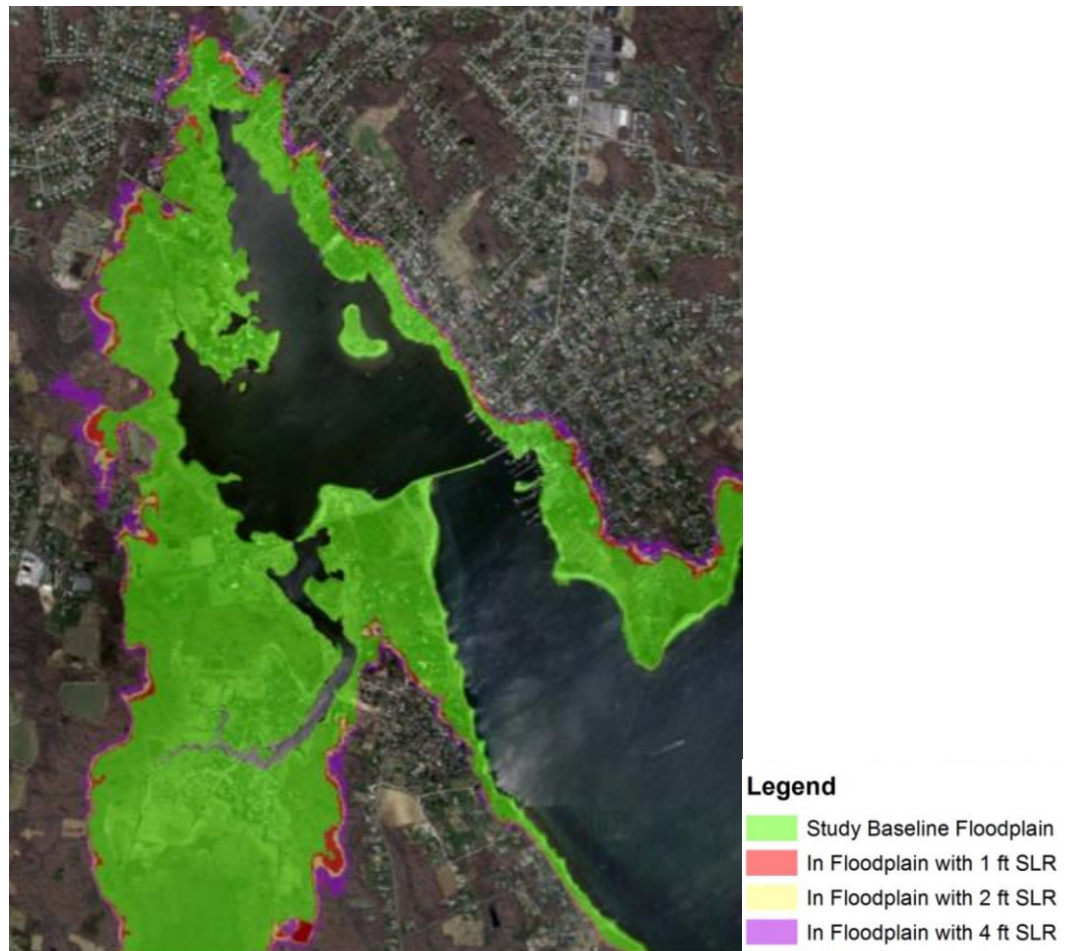 Legend
Study Baseline Floodplain
In Floodplain with 1 ft SLR
In Floodplain with 2 ft SLR
In Floodplain with 4 ft SLR